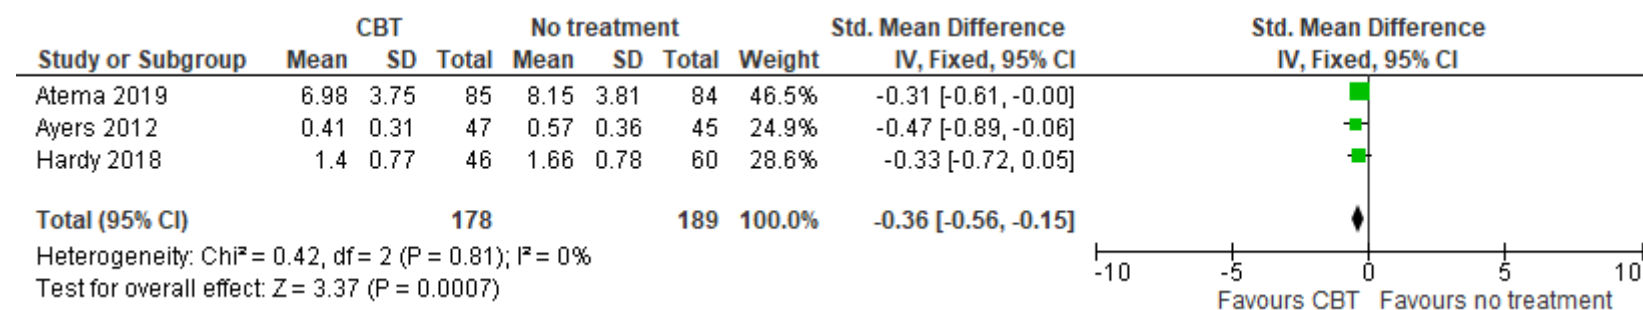 CBT No treatment Std. Mean Difference Std. Mean Difference
Study or Subgroup Mean SD Total Mean SD Total Weight IV, Fixed, 95% CI IV, Fixed, 95% CI
Atema 2019 6.98 3.75 85 8.15 3.81 84 46.5% -0.31 [-0.61, -0.00]
Ayers 2012 0.41 0.31 47 0.57 0.36 45 24.9% -0.47 [-0.89, -0.06]
Hardy 2018 1.4 0.77 46 1.66 0.78 60 28.6% -0.33 [-0.72, 0.05]
Total (95% CI) 178 189 100.0% -0.36 [-0.56, -0.15]
Heterogeneity: Chi² = 0.42, df = 2 (P = 0.81); I² = 0%
Test for overall effect: Z = 3.37 (P = 0.0007)
-10 -5 0 5 10
Favours CBT Favours no treatment